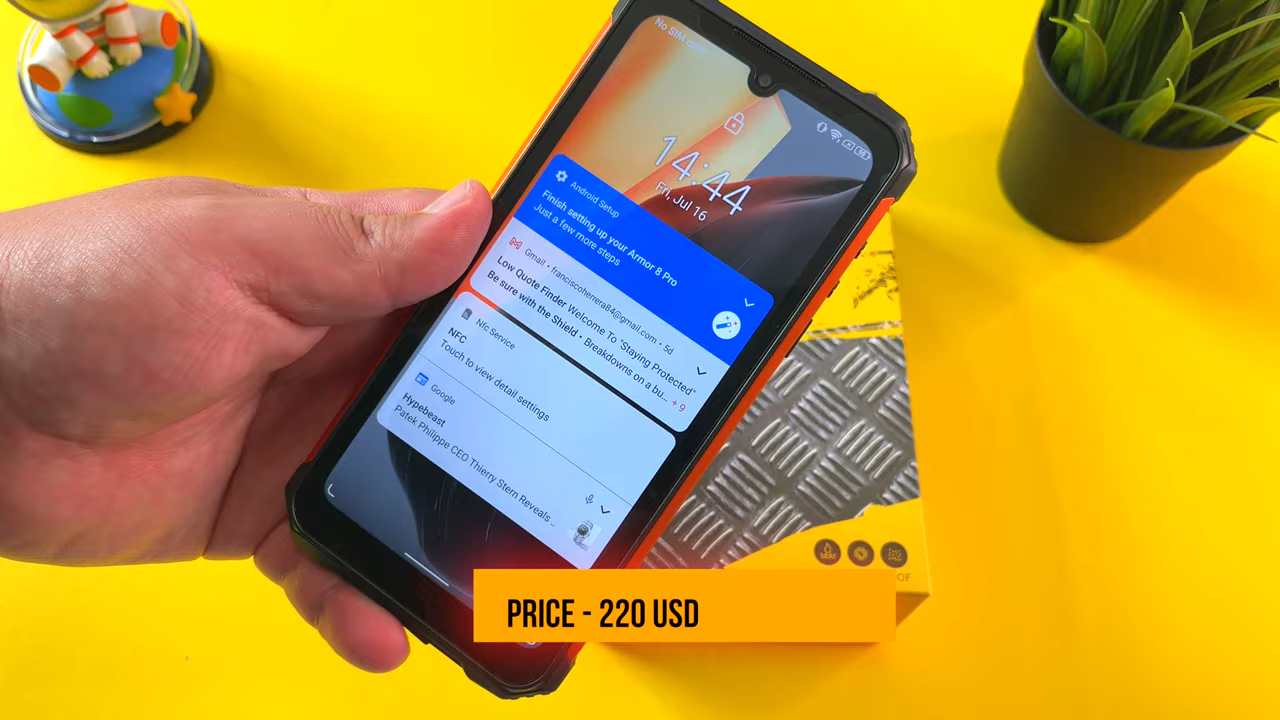 No SIM card
14:44
Fri, Jul 16
Android Setup
Finish setting up your Armor 8 Pro
Just a few more steps
Gmail • franciscoherrera84@gmail.com • 5d
Low Quote Finder Welcome To "Staying Protected"
Be sure with the Shield • Breakdowns on a bu... + 9
Nfc Service
NFC
Touch to view detail settings
Google
Hypebeast
Patek Philippe CEO Thierry Stern Reveals...
OF
PRICE - 220 USD